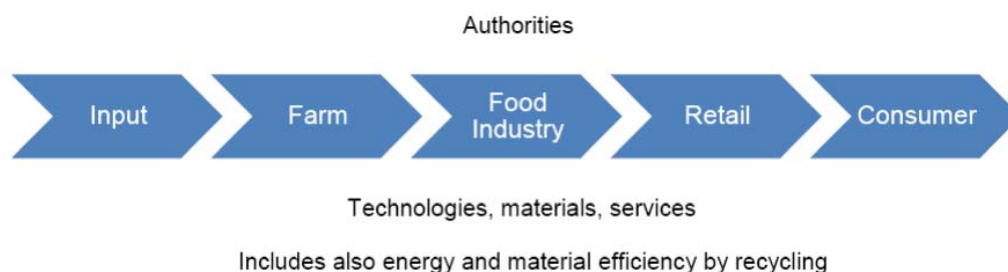 Authorities
Input
Farm
Food
Industry
Retail
Consumer
Technologies, materials, services
Includes also energy and material efficiency by recycling